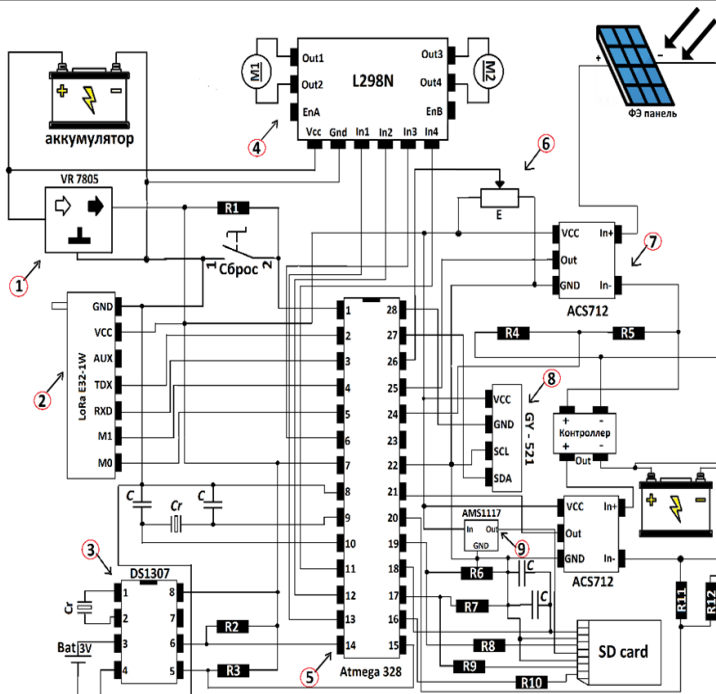 аккумулятор
+
-
M1
Out1
Out2
EnA
L298N
Out3
Out4
EnB
M2
Vcc
Gnd
In1
In2
In3
In4
4
+
-
ФЭ панель
VR 7805
1
R1
1
Сброс
2
6
E
VCC
Out
GND
In+
In-
7
ACS712
2
LoRa E32-1W
GND
VCC
AUX
TDX
RXD
M1
M0
1
2
3
4
5
6
7
8
9
10
11
12
13
14
28
27
26
25
24
23
22
21
20
19
18
17
16
15
Atmega 328
5
R4
R5
8
VCC
GND
SCL
SDA
GY - 521
+
-
Контроллер
+
-
Out
+
-
C
Cr
C
AMS1117
In
Out
GND
9
VCC
Out
GND
In+
In-
ACS712
3
DS1307
Cr
1
2
3
4
8
7
6
5
Bat 3V
R2
R3
R6
C
R7
C
R8
R9
R10
SD card
R11
R12